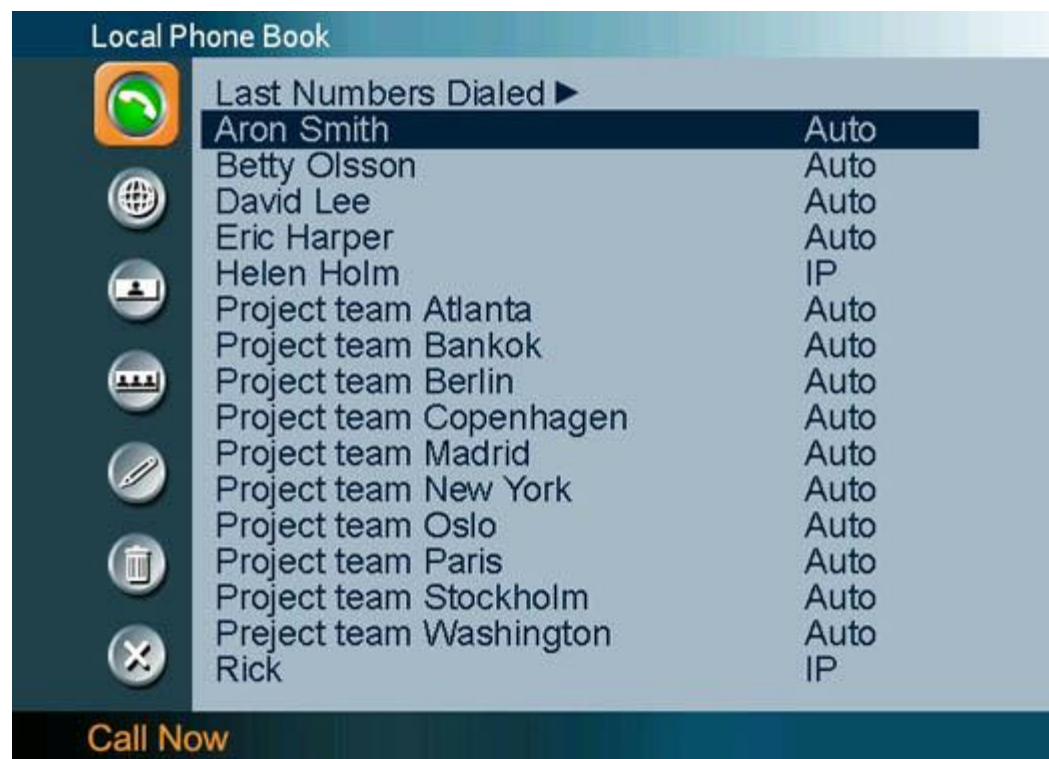 Local Phone Book
Last Numbers Dialed ►
Aron Smith Auto
Betty Olsson Auto
David Lee Auto
Eric Harper Auto
Helen Holm IP
Project team Atlanta Auto
Project team Bankok Auto
Project team Berlin Auto
Project team Copenhagen Auto
Project team Madrid Auto
Project team New York Auto
Project team Oslo Auto
Project team Paris Auto
Project team Stockholm Auto
Preject team Washington Auto
Rick IP
Call Now